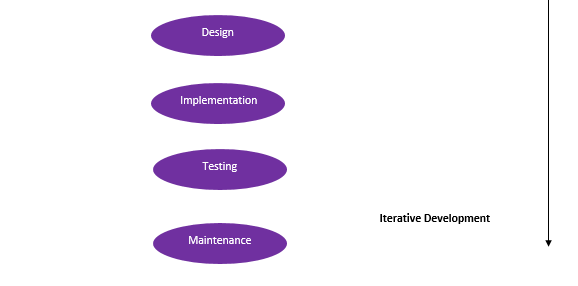 Design
Implementation
Testing
Iterative Development
Maintenance